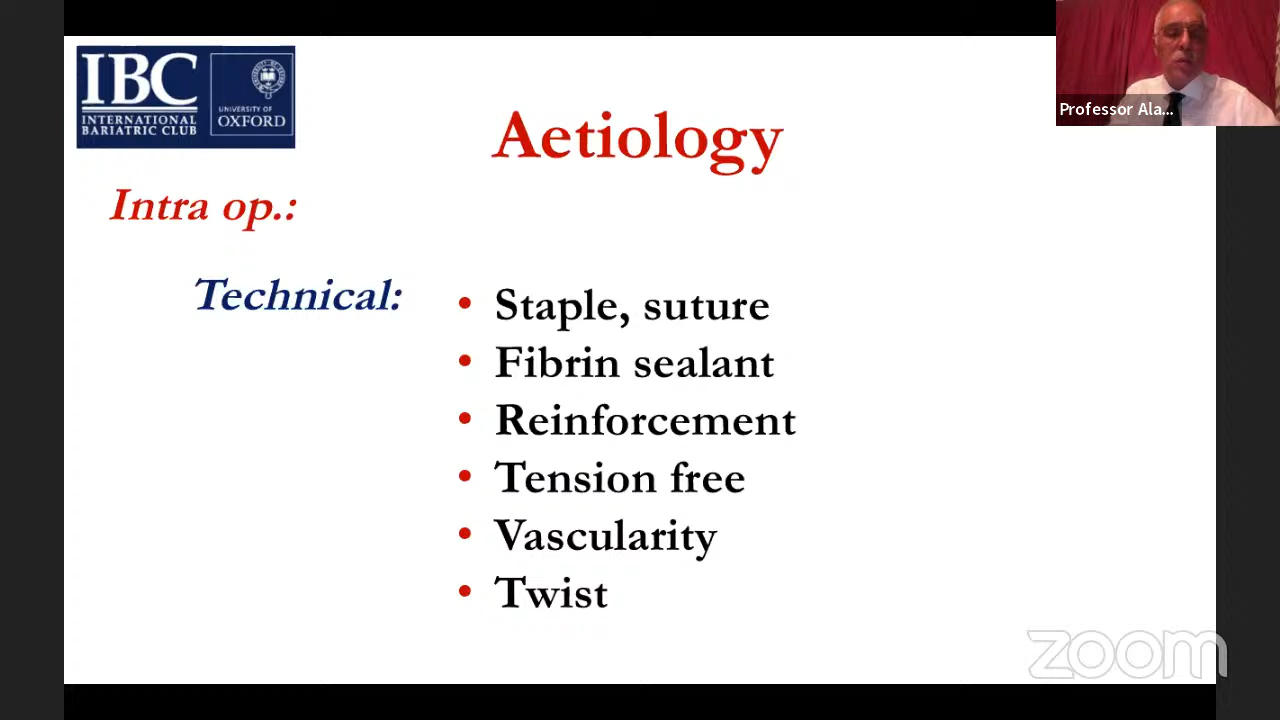 IBC
INTERNATIONAL
BARIATRIC CLUB
UNIVERSITY OF
OXFORD
Professor Ala...
Aetiology
Intra op.:
Technical:
• Staple, suture
• Fibrin sealant
• Reinforcement
• Tension free
• Vascularity
• Twist
zoom